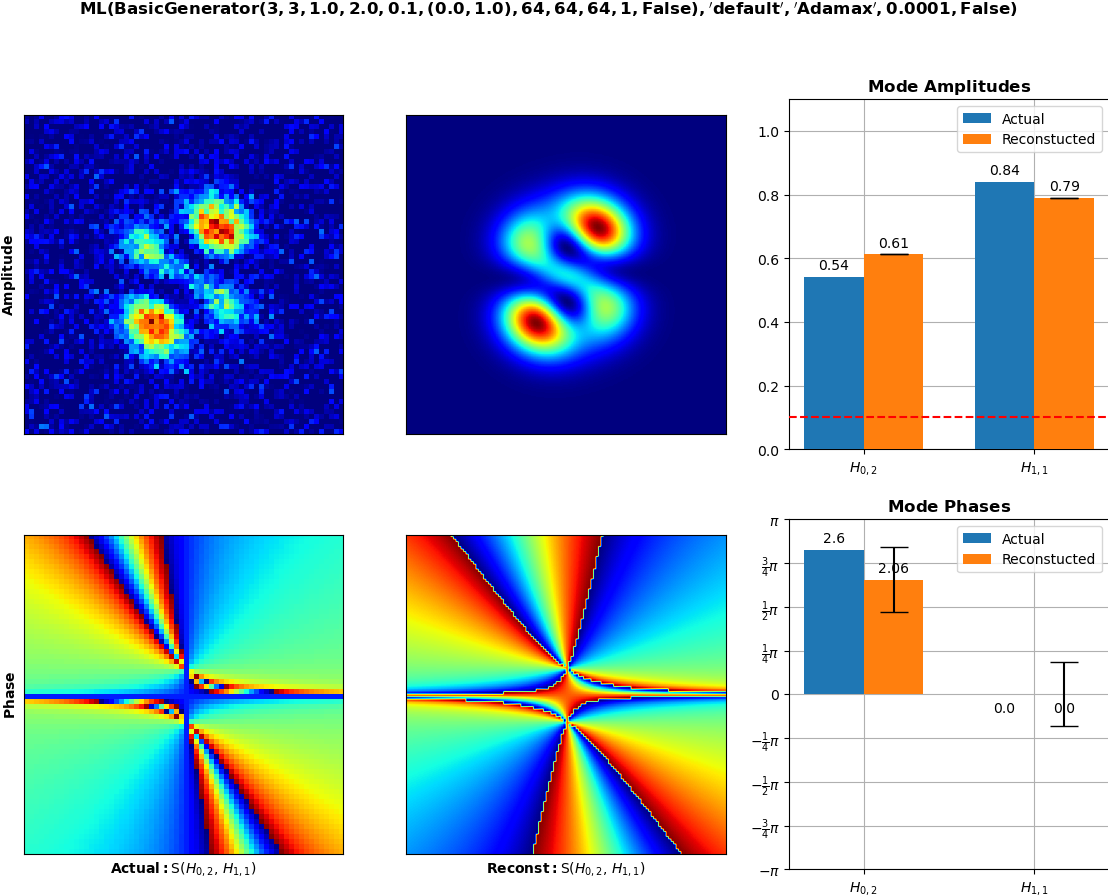 ML(BasicGenerator(3, 3, 1.0, 2.0, 0.1, (0.0, 1.0), 64, 64, 64, 1, False), 'default', 'Adamax', 0.0001, False)
Amplitude
Mode Amplitudes
Actual
Reconstucted
1.0
0.8
0.6
0.4
0.2
0.0
0.54
0.61
0.84
0.79
H0, 2
H1, 1
Phase
Actual: S(H0, 2, H1, 1)
Reconst: S(H0, 2, H1, 1)
Mode Phases
Actual
Reconstucted
π
3/4π
1/2π
1/4π
0
−1/4π
−1/2π
−3/4π
−π
2.6
2.06
0.0
0.0
H0, 2
H1, 1